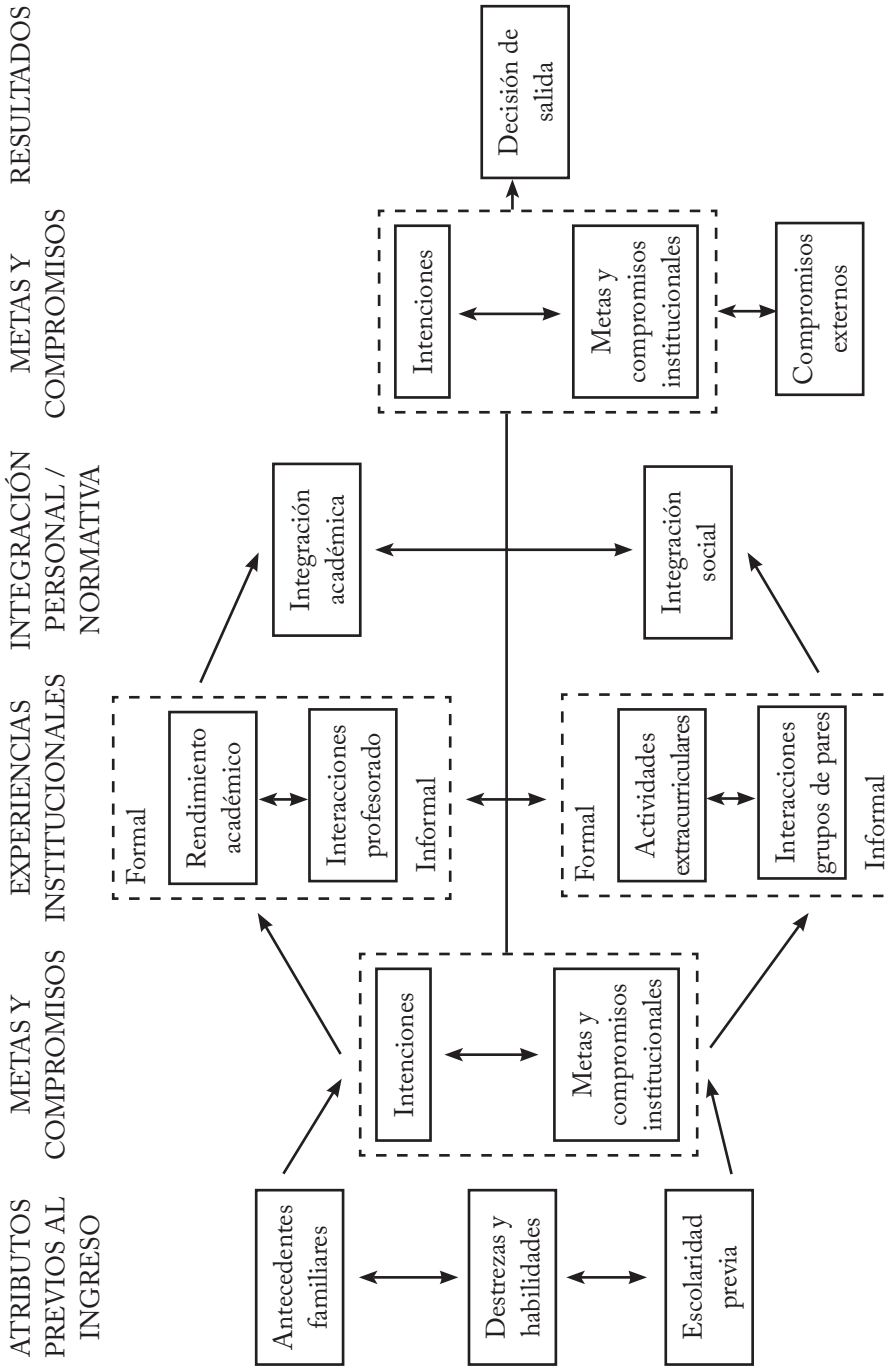 ATRIBUTOS
PREVIOS AL
INGRESO
METAS Y
COMPROMISOS
EXPERIENCIAS
INSTITUCIONALES
INTEGRACIÓN
PERSONAL /
NORMATIVA
METAS Y
COMPROMISOS
RESULTADOS
Antecedentes
familiares
Destrezas y
habilidades
Escolaridad
previa
Intenciones
Metas y
compromisos
institucionales
Formal
Rendimiento
académico
Interacciones
profesorado
Informal
Formal
Actividades
extracurriculares
Interacciones
grupos de pares
Informal
Integración
académica
Integración
social
Intenciones
Metas y
compromisos
institucionales
Compromisos
externos
Decisión de
salida